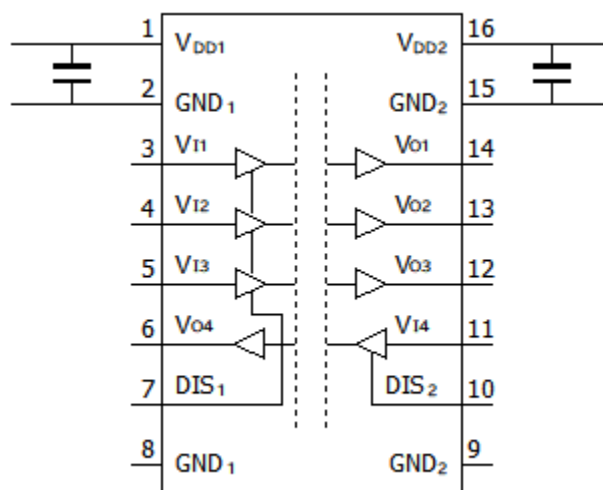 1 VDD1 VDD2 16
2 GND1 GND2 15
3 VI1 VO1 14
4 VI2 VO2 13
5 VI3 VO3 12
6 VO4 VI4 11
7 DIS1 DIS2 10
8 GND1 GND2 9